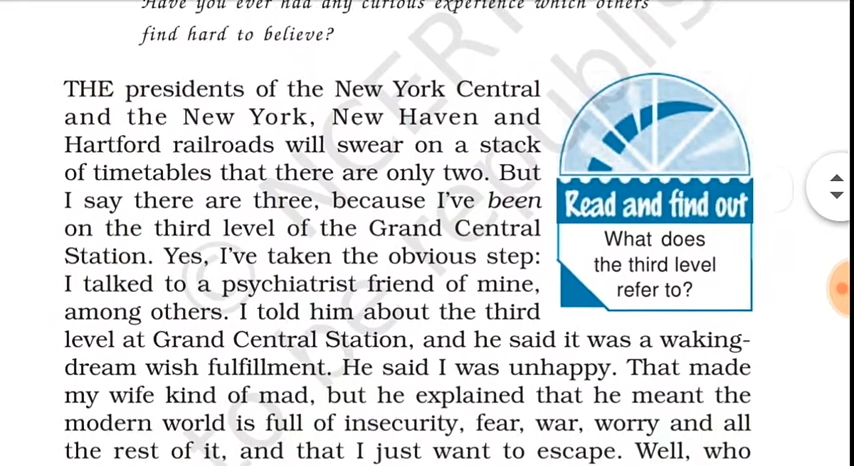 Have you ever had any curious experience which others
find hard to believe?
THE presidents of the New York Central
and the New York, New Haven and
Hartford railroads will swear on a stack
of timetables that there are only two. But
I say there are three, because I've been
on the third level of the Grand Central
Station. Yes, I've taken the obvious step:
I talked to a psychiatrist friend of mine,
among others. I told him about the third
level at Grand Central Station, and he said it was a waking-
dream wish fulfillment. He said I was unhappy. That made
my wife kind of mad, but he explained that he meant the
modern world is full of insecurity, fear, war, worry and all
the rest of it, and that I just want to escape. Well, who
Read and find out
What does
the third level
refer to?
© NCERT
to be republis